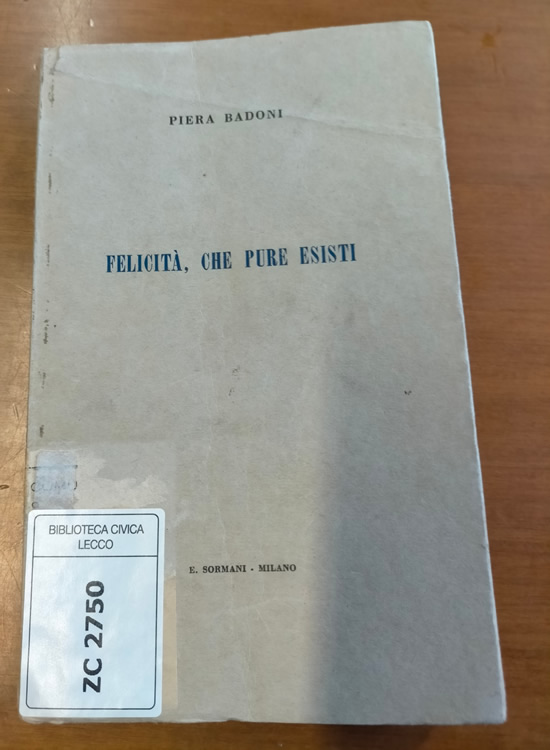 PIERA BADONI
FELICITÀ, CHE PURE ESISTI
E. SORMANI - MILANO
BIBLIOTECA CIVICA
LECCO
ZC 2750